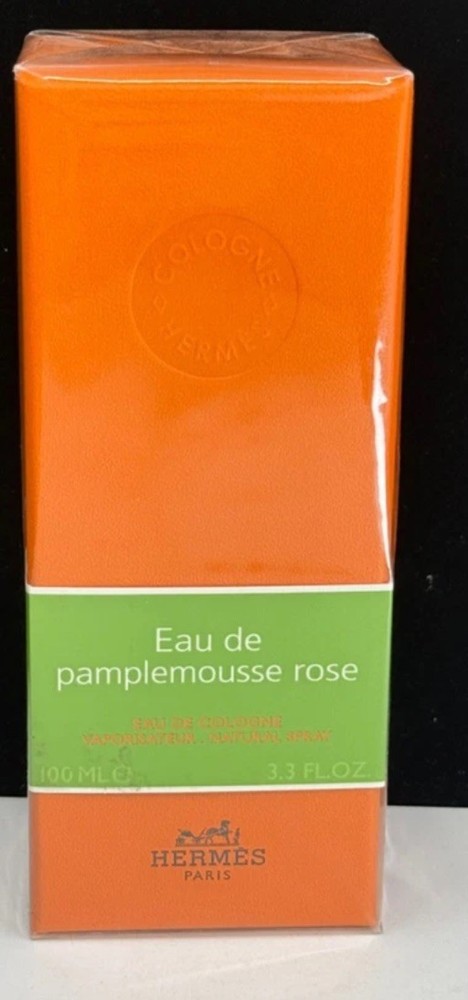 COLOGNE
HERMÈS
Eau de
pamplemousse rose
EAU DE COLOGNE
VAPORISATEUR . NATURAL SPRAY
100 ML ℮ 3.3 FL.OZ.
HERMÈS
PARIS